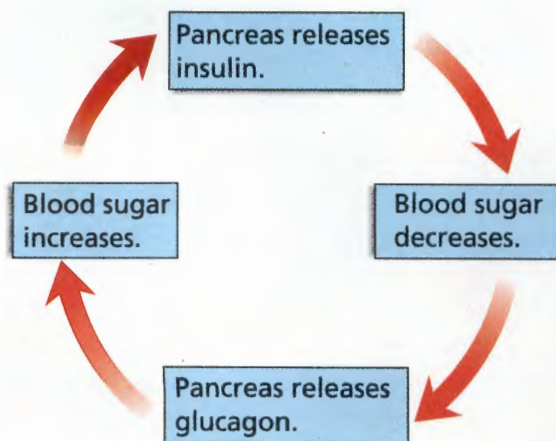 Pancreas releases
insulin.
Blood sugar
decreases.
Pancreas releases
glucagon.
Blood sugar
increases.